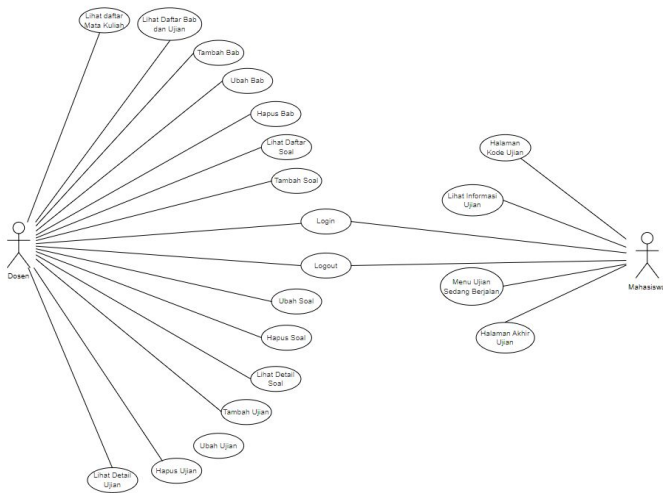 Lihat daftar
Mata Kuliah
Lihat Daftar Bab
dan Ujian
Tambah Bab
Ubah Bab
Hapus Bab
Lihat Daftar
Soal
Tambah Soal
Login
Logout
Ubah Soal
Hapus Soal
Lihat Detail
Soal
Tambah Ujian
Ubah Ujian
Hapus Ujian
Lihat Detail
Ujian
Dosen
Halaman
Kode Ujian
Lihat Informasi
Ujian
Menu Ujian
Sedang Berjalan
Halaman Akhir
Ujian
Mahasiswa